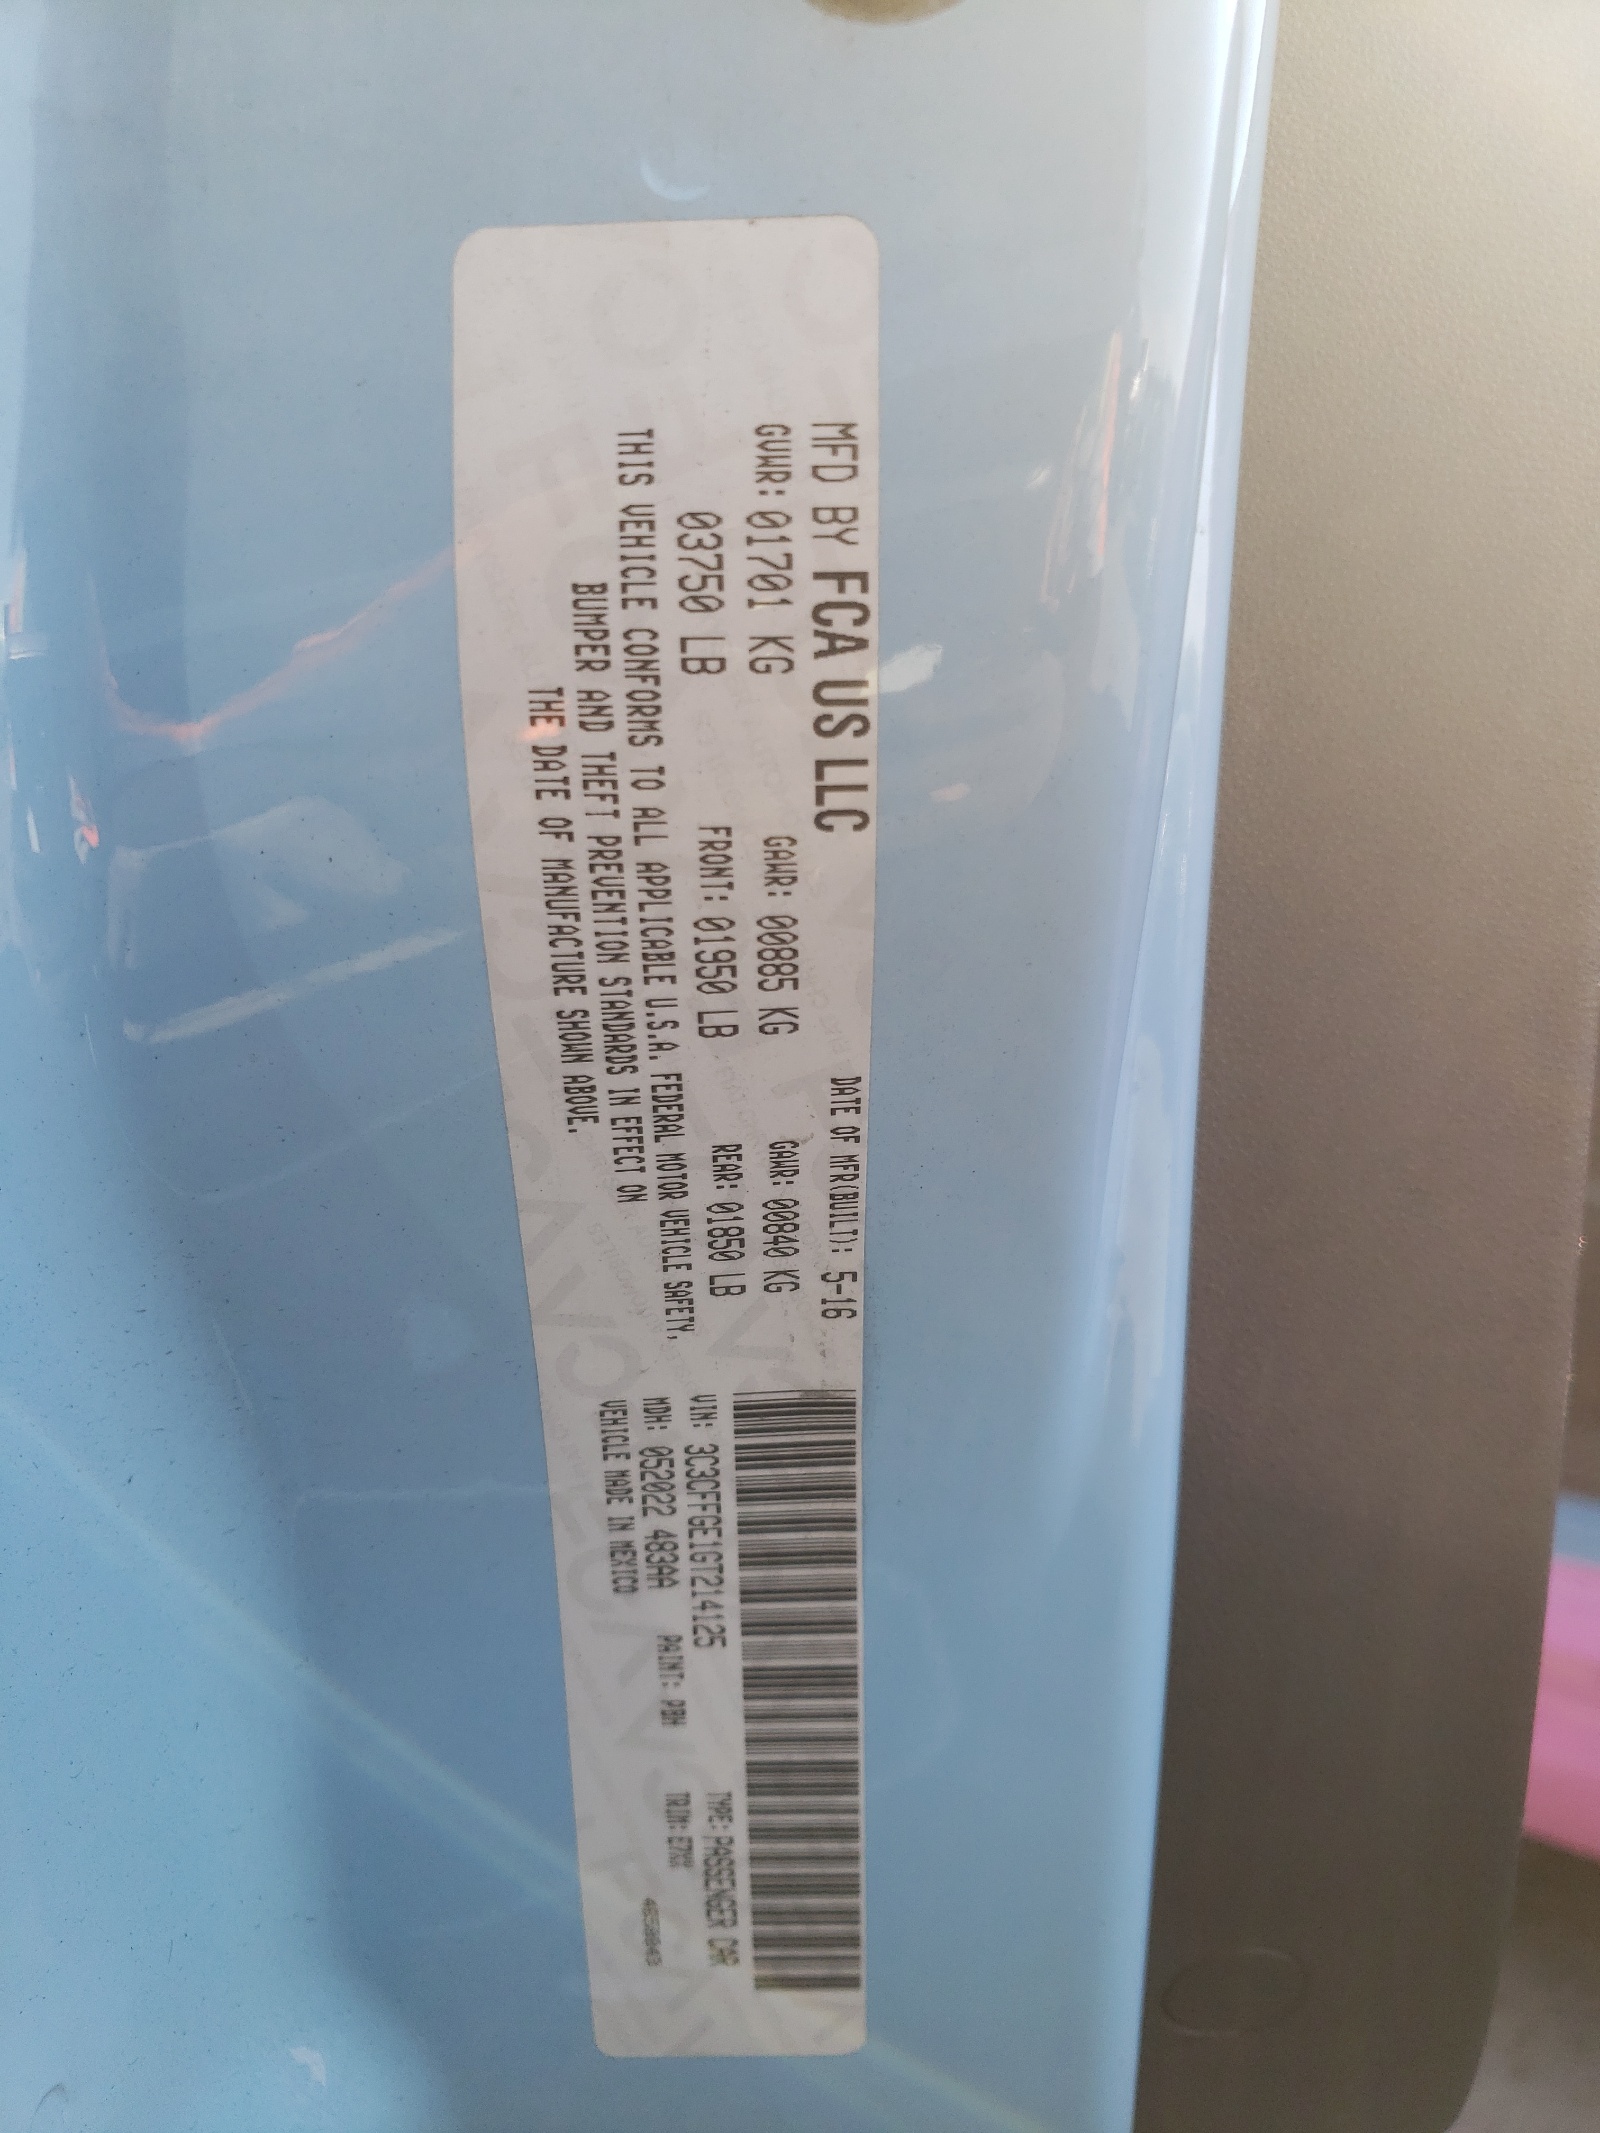 MFD BY FCA US LLC
DATE OF MFR(BUILT): 5-16
GVWR: 01701 KG
GAWR: 00885 KG
GAWR: 00840 KG
03750 LB
FRONT: 01950 LB
REAR: 01850 LB
THIS VEHICLE CONFORMS TO ALL APPLICABLE U.S.A. FEDERAL MOTOR VEHICLE SAFETY,
BUMPER AND THEFT PREVENTION STANDARDS IN EFFECT ON
THE DATE OF MANUFACTURE SHOWN ABOVE.
VIN: 3C3CFFGE1GT214125
TYPE: PASSENGER CAR
MDH: 052022 483AA
PAINT: PBH
TRIM:
VEHICLE MADE IN MEXICO